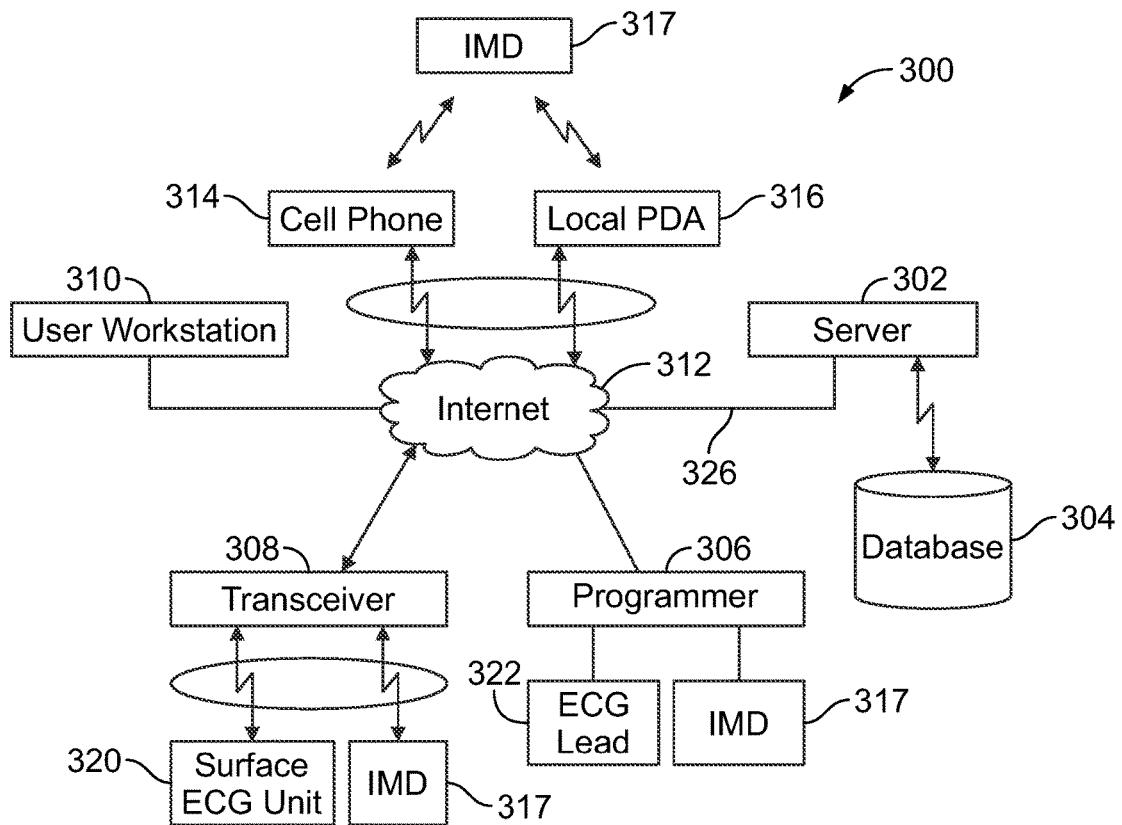 IMD
317
300
314
Cell Phone
Local PDA
316
310
User Workstation
302
Server
312
Internet
326
Database
304
308
Transceiver
306
Programmer
320
Surface
ECG Unit
IMD
317
322
ECG
Lead
IMD
317